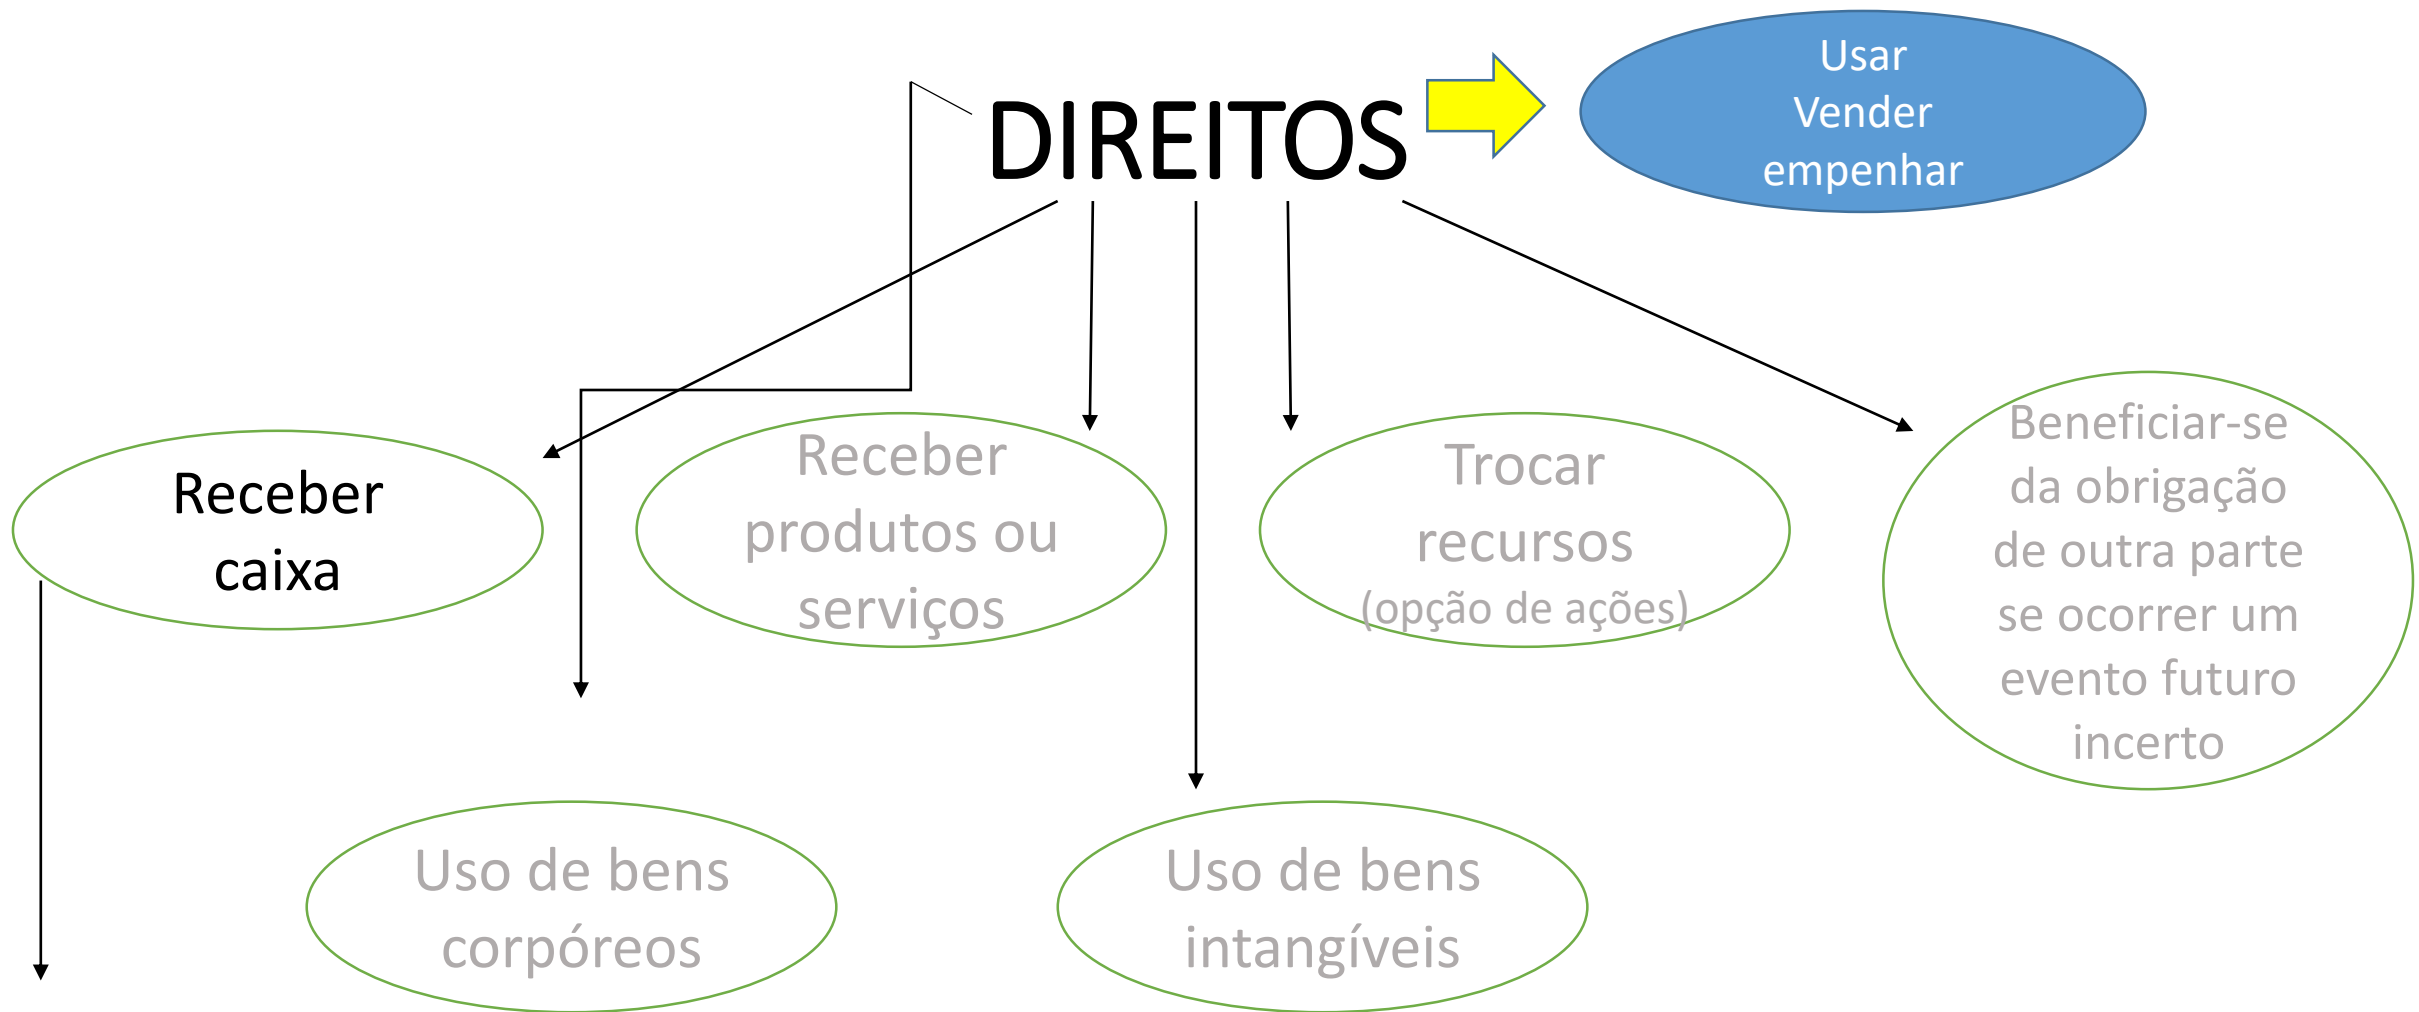 DIREITOS
Usar
Vender
empenhar
Receber
caixa
Receber
produtos ou
serviços
Trocar
recursos
(opção de ações)
Beneficiar-se
da obrigação
de outra parte
se ocorrer um
evento futuro
incerto
Uso de bens
corpóreos
Uso de bens
intangíveis